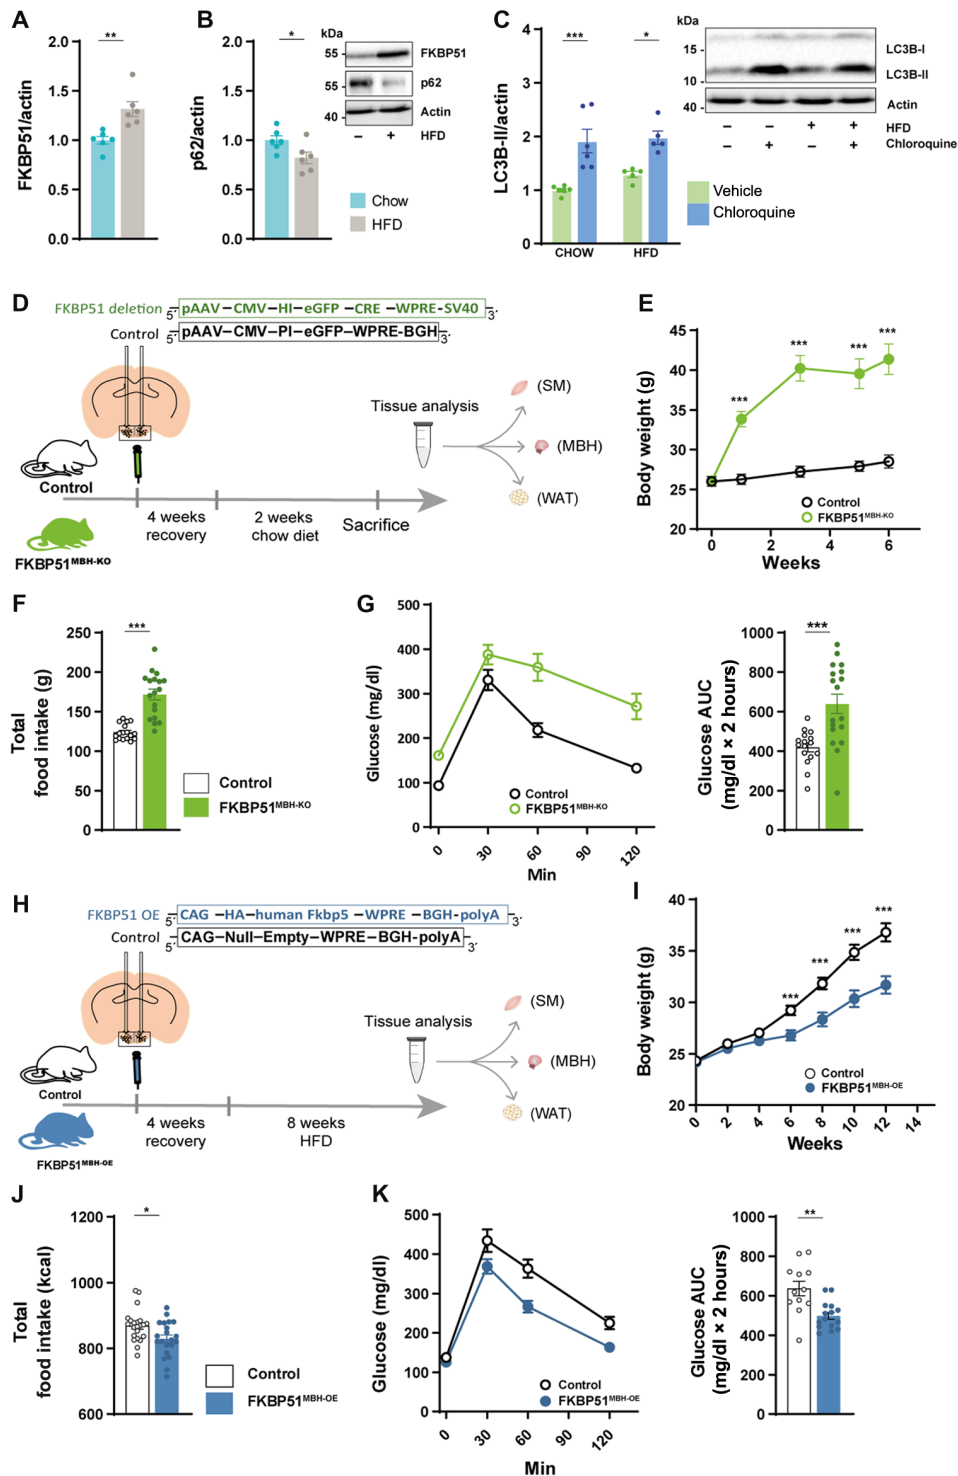 A
FKBP51/actin
2.0
1.5
1.0
0.5
0.0
**
B
p62/actin
2.0
1.5
1.0
0.5
0.0
*
kDa
55
FKBP51
55
p62
40
Actin
– + HFD
Chow
HFD
C
LC3B-II/actin
4
3
2
1
0
***
*
CHOW HFD
kDa
15
LC3B-I
10
LC3B-II
40
Actin
– – + + HFD
– + – + Chloroquine
Vehicle
Chloroquine
D
FKBP51 deletion 5′ pAAV–CMV–HI–eGFP –CRE –WPRE–SV40 3′
Control 5′ pAAV–CMV–PI–eGFP–WPRE-BGH 3′
Tissue analysis
(SM)
(MBH)
(WAT)
Control
4 weeks
recovery
2 weeks
chow diet
Sacrifice
FKBP51MBH-KO
E
Body weight (g)
45
40
35
30
25
20
***
***
***
***
Control
FKBP51MBH-KO
0 2 4 6
Weeks
F
Total
food intake (g)
250
200
150
100
50
0
***
Control
FKBP51MBH-KO
G
Glucose (mg/dl)
500
400
300
200
100
0
Control
FKBP51MBH-KO
0 30 60 90 120
Min
Glucose AUC
(mg/dl × 2 hours)
1000
800
600
400
200
0
***
H
FKBP51 OE 5′ CAG –HA–human Fkbp5 –WPRE –BGH-polyA 3′
Control 5′ CAG–Null–Empty–WPRE–BGH-polyA 3′
Tissue analysis
(SM)
(MBH)
(WAT)
Control
4 weeks
recovery
8 weeks
HFD
FKBP51MBH-OE
I
Body weight (g)
40
35
30
25
20
***
***
***
***
Control
FKBP51MBH-OE
0 2 4 6 8 10 12 14
Weeks
J
Total
food intake (kcal)
1200
1000
800
600
*
Control
FKBP51MBH-OE
K
Glucose (mg/dl)
500
400
300
200
100
0
Control
FKBP51MBH-OE
0 30 60 90 120
Min
Glucose AUC
(mg/dl × 2 hours)
1000
800
600
400
200
0
**